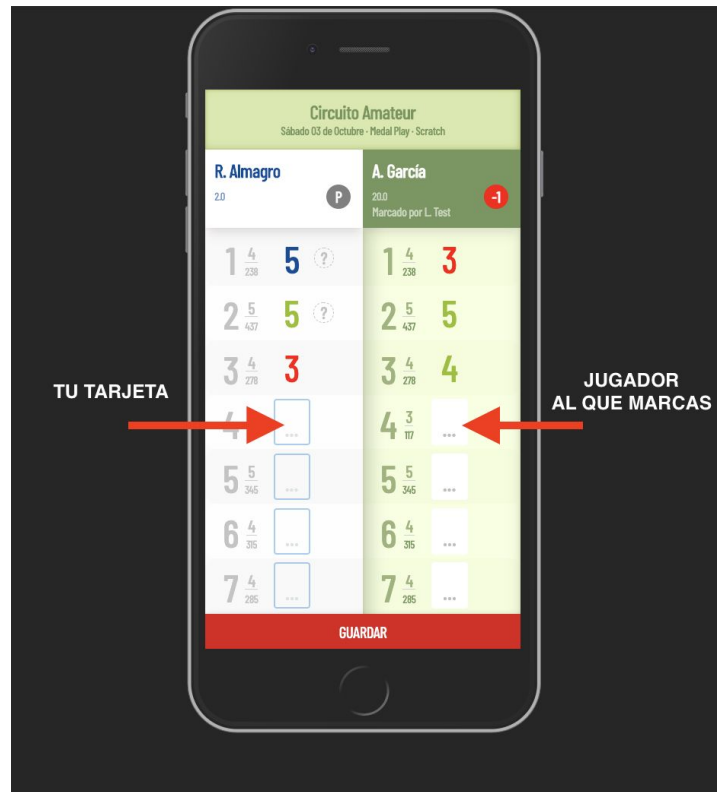 Circuito Amateur
Sábado 03 de Octubre · Medal Play · Scratch
R. Almagro
2.0
P
A. García
20.0
Marcado por L. Test
-1
1 4 238 5 ?
1 4 238 3
2 5 437 5 ?
2 5 437 5
3 4 278 3
3 4 278 4
TU TARJETA
4 ...
4 3 117 ...
JUGADOR
AL QUE MARCAS
5 5 345 ...
5 5 345 ...
6 4 315 ...
6 4 315 ...
7 4 285 ...
7 4 285 ...
GUARDAR